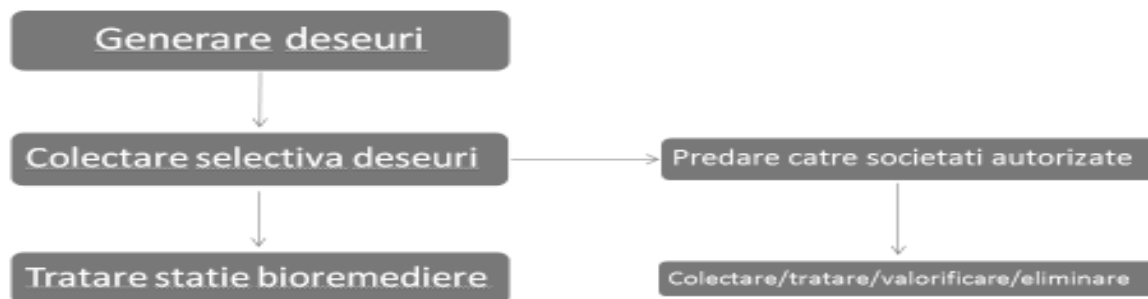 Generare deseuri
Colectare selectiva deseuri
Predare catre societati autorizate
Tratare statie bioremediere
Colectare/tratare/valorificare/eliminare